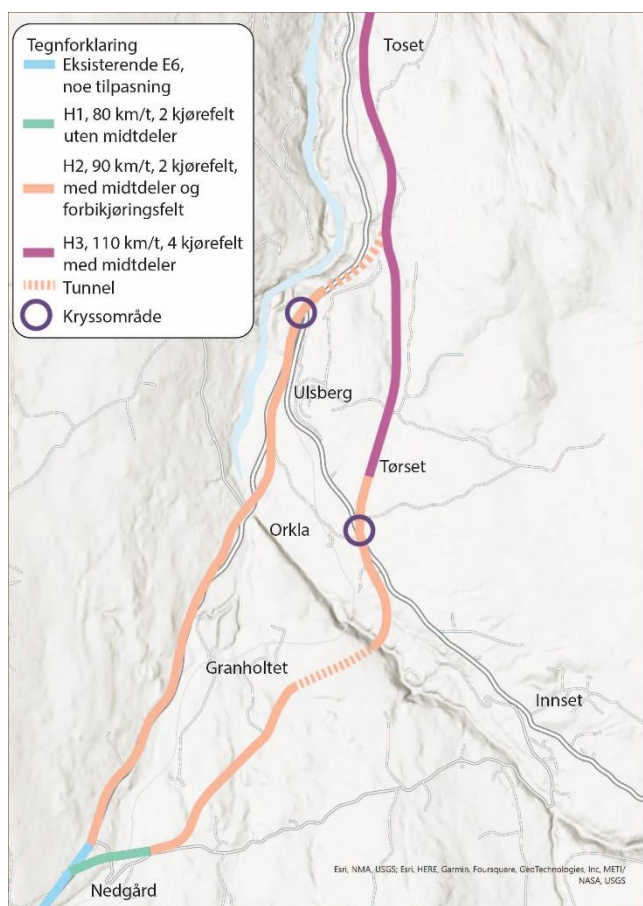 Tegnforklaring
Eksisterende E6,
noe tilpasning
H1, 80 km/t, 2 kjørefelt
uten midtdeler
H2, 90 km/t, 2 kjørefelt,
med midtdeler og
forbikjøringsfelt
H3, 110 km/t, 4 kjørefelt
med midtdeler
Tunnel
Kryssområde
Toset
Ulsberg
Tørset
Orkla
Granholtet
Innset
Nedgård
Esri, NMA, USGS; Esri, HERE, Garmin, Foursquare, GeoTechnologies, Inc, METI/
NASA, USGS